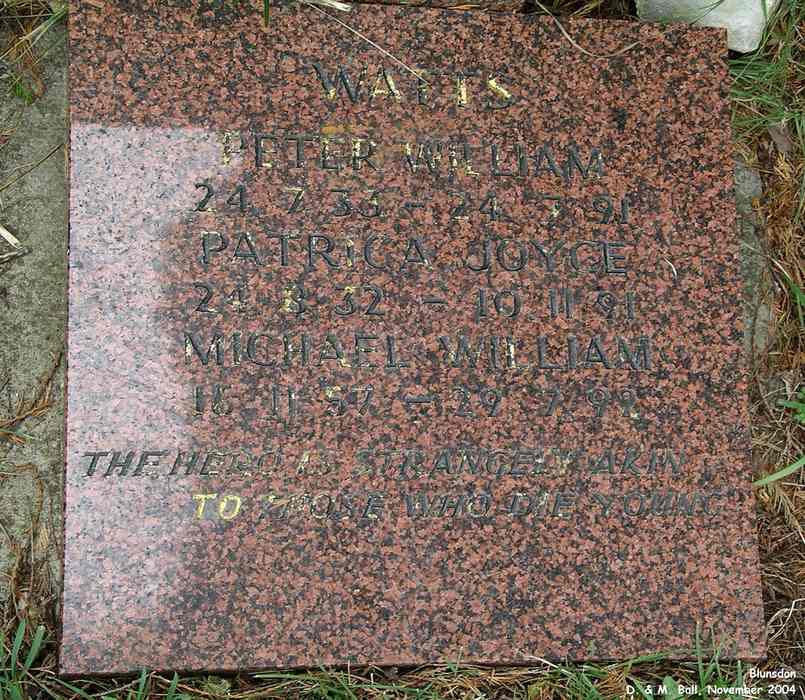 WATTS
PETER WILLIAM
24 7 33 – 24 7 91
PATRICA JOYCE
24 8 32 – 10 11 91
MICHAEL WILLIAM
18 11 57 – 29 7 99
THE HERO IS STRANGELY AKIN
TO THOSE WHO DIE YOUNG
Blunsdon
D. & M. Ball, November 2004